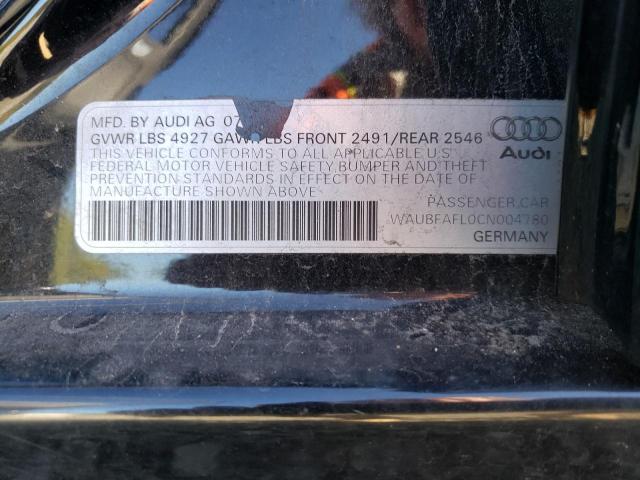 MFD. BY AUDI AG 07
GVWR LBS 4927 GAWR LBS FRONT 2491/REAR 2546
THIS VEHICLE CONFORMS TO ALL APPLICABLE U.S.
FEDERAL MOTOR VEHICLE SAFETY, BUMPER AND THEFT
PREVENTION STANDARDS IN EFFECT ON THE DATE OF
MANUFACTURE SHOWN ABOVE
Audi
PASSENGER CAR
WAUBFAFL0CN004780
GERMANY